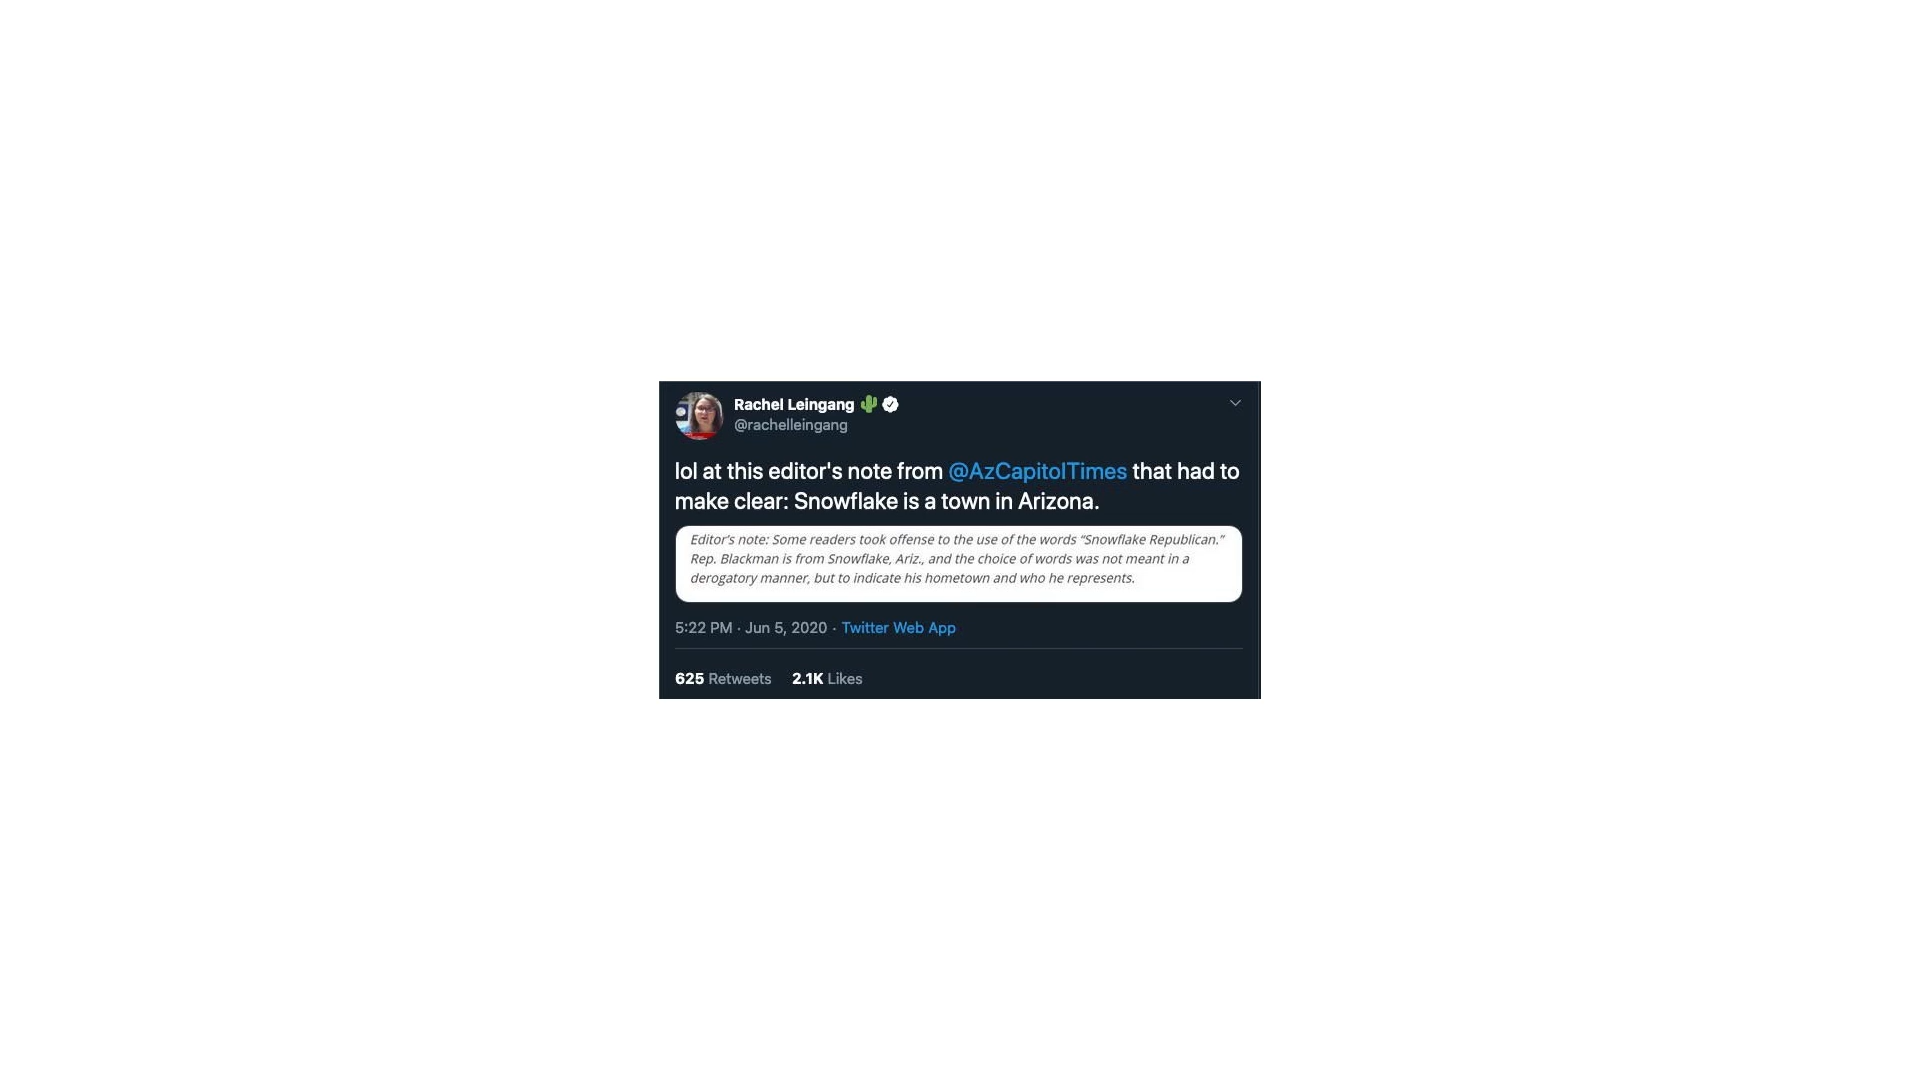 Rachel Leingang 🌵
@rachelleingang
lol at this editor's note from @AzCapitolTimes that had to
make clear: Snowflake is a town in Arizona.
Editor’s note: Some readers took offense to the use of the words “Snowflake Republican.”
Rep. Blackman is from Snowflake, Ariz., and the choice of words was not meant in a
derogatory manner, but to indicate his hometown and who he represents.
5:22 PM · Jun 5, 2020 · Twitter Web App
625 Retweets 2.1K Likes